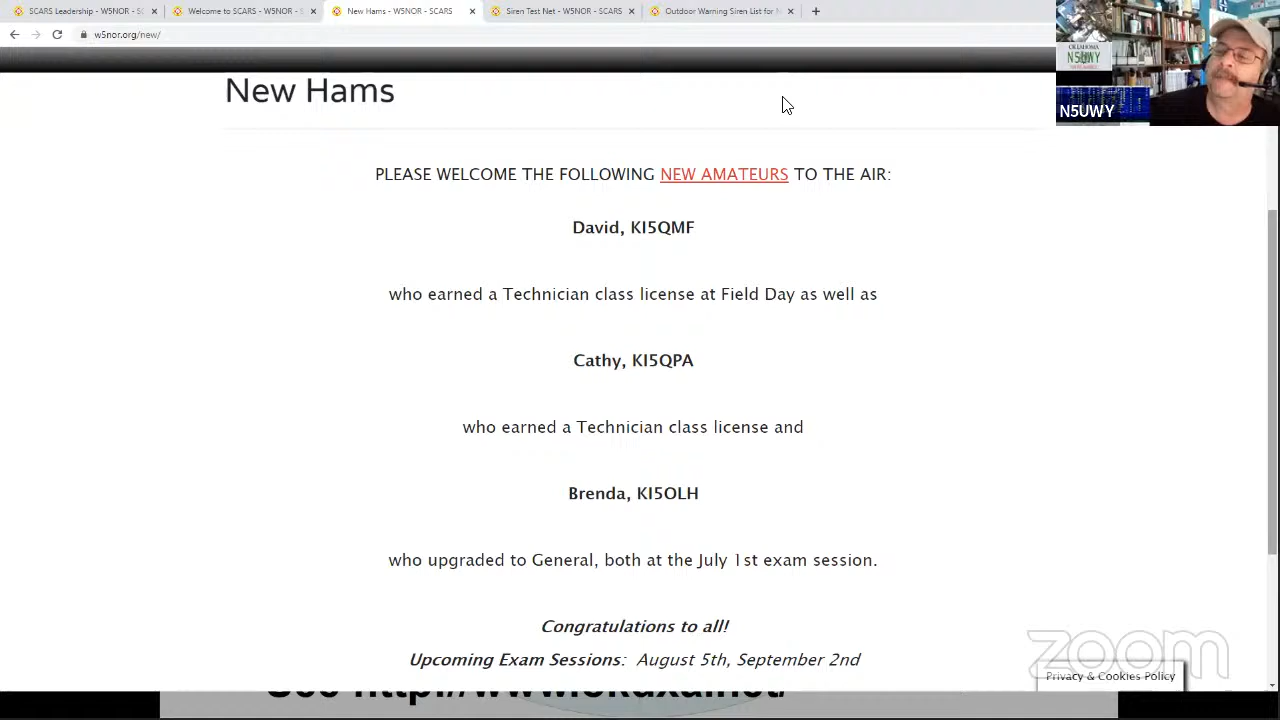 SCARS Leadership - W5NOR - SC
Welcome to SCARS - W5NOR - S
New Hams - W5NOR - SCARS
Siren Test Net - W5NOR - SCARS
Outdoor Warning Siren List for N
w5nor.org/new/
OKLAHOMA
N5UWY
N5UWY
New Hams
PLEASE WELCOME THE FOLLOWING NEW AMATEURS TO THE AIR:
David, KI5QMF
who earned a Technician class license at Field Day as well as
Cathy, KI5QPA
who earned a Technician class license and
Brenda, KI5OLH
who upgraded to General, both at the July 1st exam session.
Congratulations to all!
Upcoming Exam Sessions: August 5th, September 2nd
zoom
Privacy & Cookies Policy